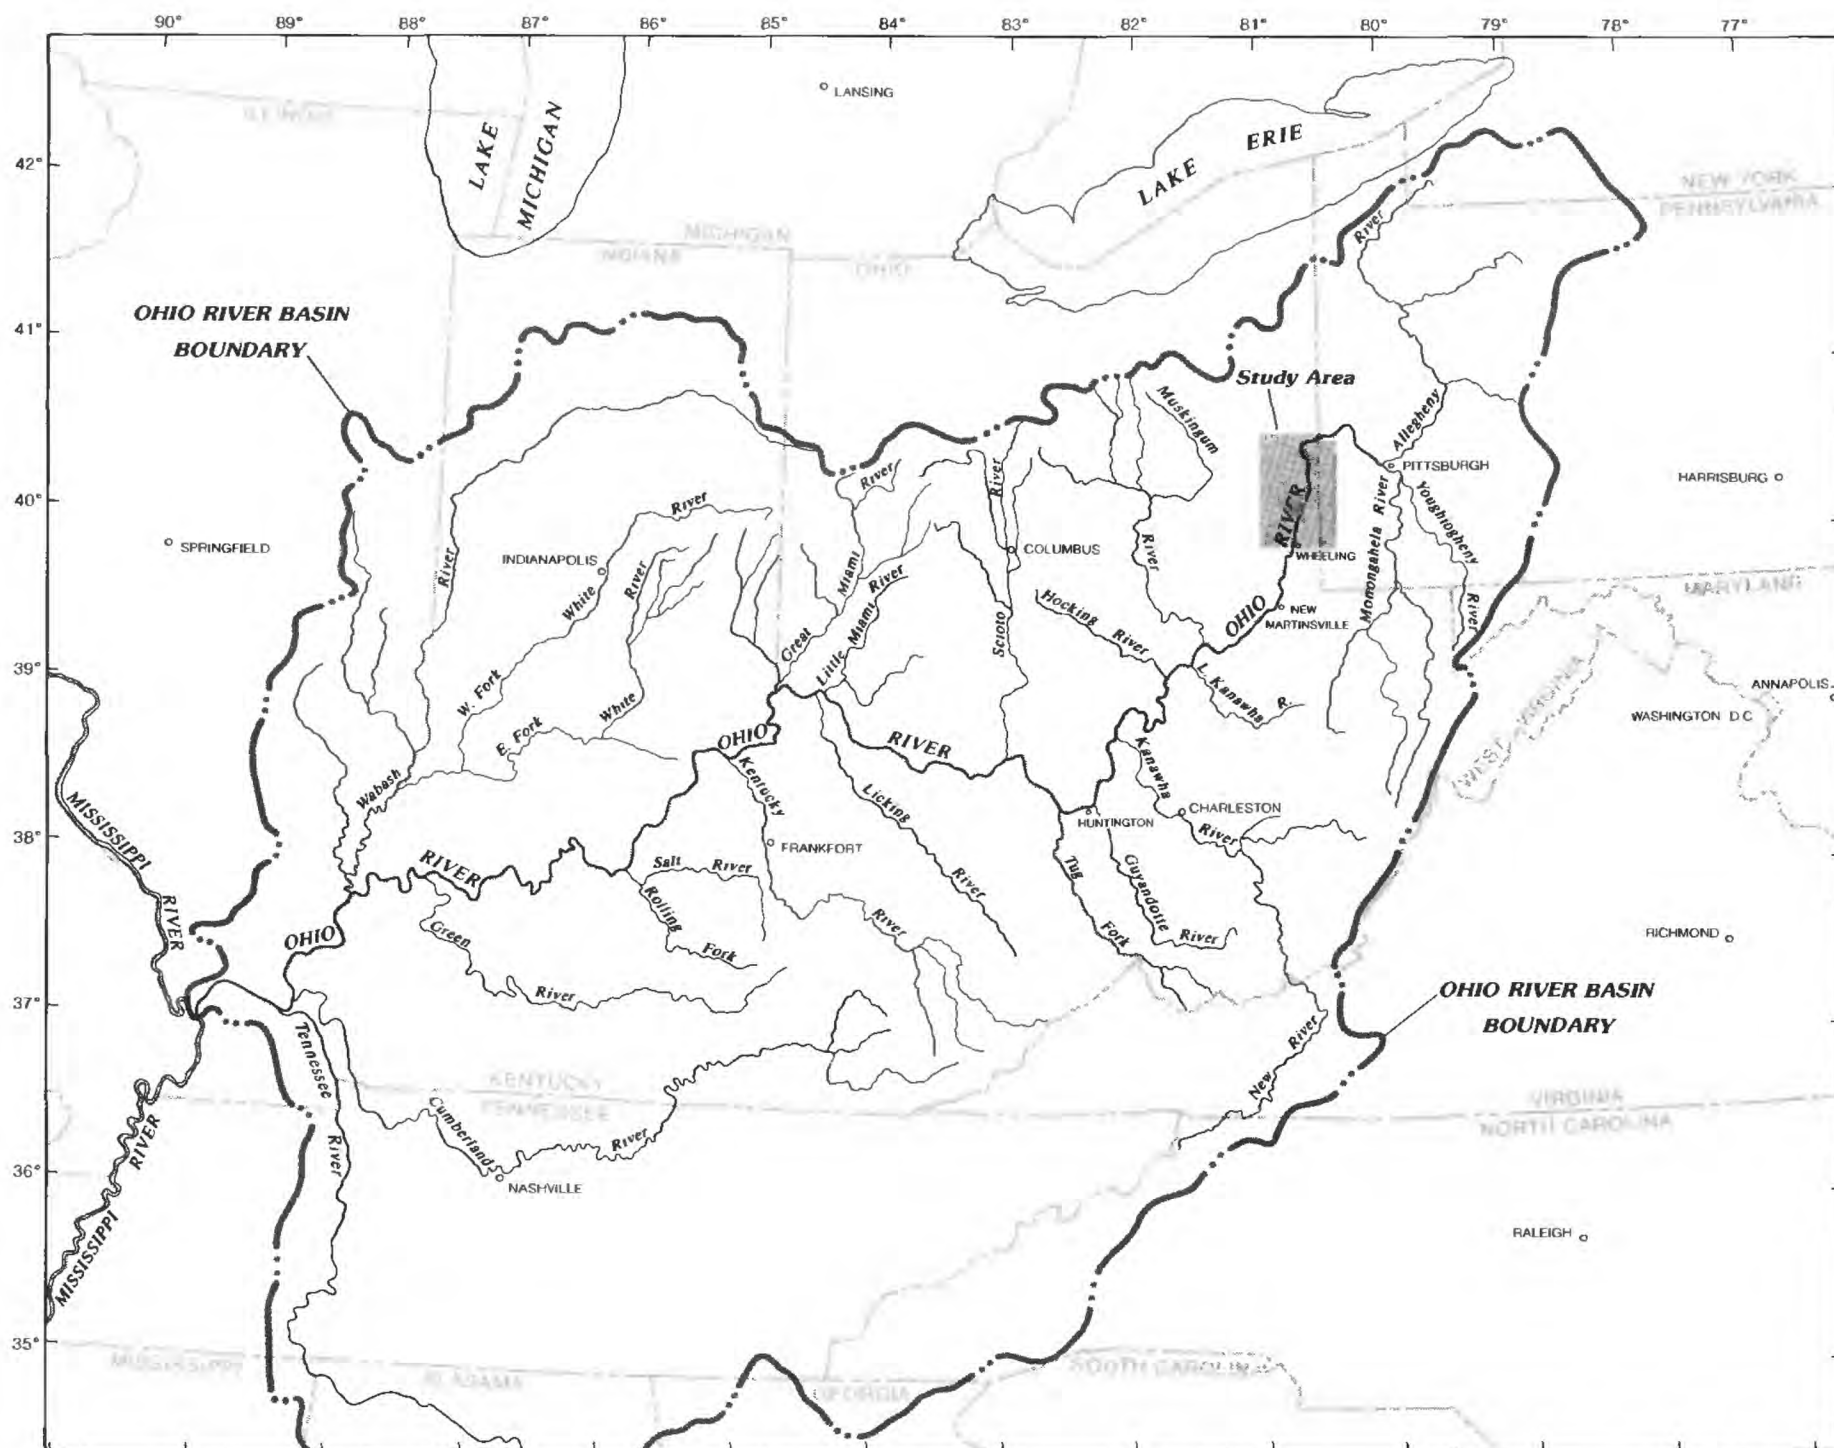 90° 89° 88° 87° 86° 85° 84° 83° 82° 81° 80° 79° 78° 77°
42°
41°
40°
39°
38°
37°
36°
35°
LAKE
MICHIGAN
LANSING
LAKE ERIE
ILLINOIS
MICHIGAN
NDIANA
OHIO
NEW YORK
PENNSYLVANIA
OHIO RIVER BASIN
BOUNDARY
Study Area
River
Allegheny
Muskingum
River
PITTSBURGH
HARRISBURG
SPRINGFIELD
INDIANAPOLIS
COLUMBUS
RIVER
WHEELING
Monongahela River
Youghiogheny
River
MARYLAND
OHIO
NEW
MARTINSVILLE
River
White
River
W. Fork
River
White
E. Fork
River
Great
Miami
River
Little Miami
River
Scioto
River
Hocking
River
L. Kanawha R.
ANNAPOLIS
WASHINGTON D.C
WEST VIRGINIA
Wabash
OHIO
RIVER
Kentucky
Licking
River
Kanawha
CHARLESTON
River
HUNTINGTON
FRANKFORT
MISSISSIPPI
RIVER
RIVER
OHIO
Salt River
Rolling
Fork
River
Tug
Fork
Guyandotte
River
Green
River
RICHMOND
OHIO RIVER BASIN
BOUNDARY
River
New
Tennessee
River
KENTUCKY
TENNESSEE
VIRGINIA
NORTH CAROLINA
Cumberland
River
NASHVILLE
RIVER
MISSISSIPPI
RALEIGH
MISSISSIPPI
ALABAMA
GEORGIA
SOUTH CAROLINA